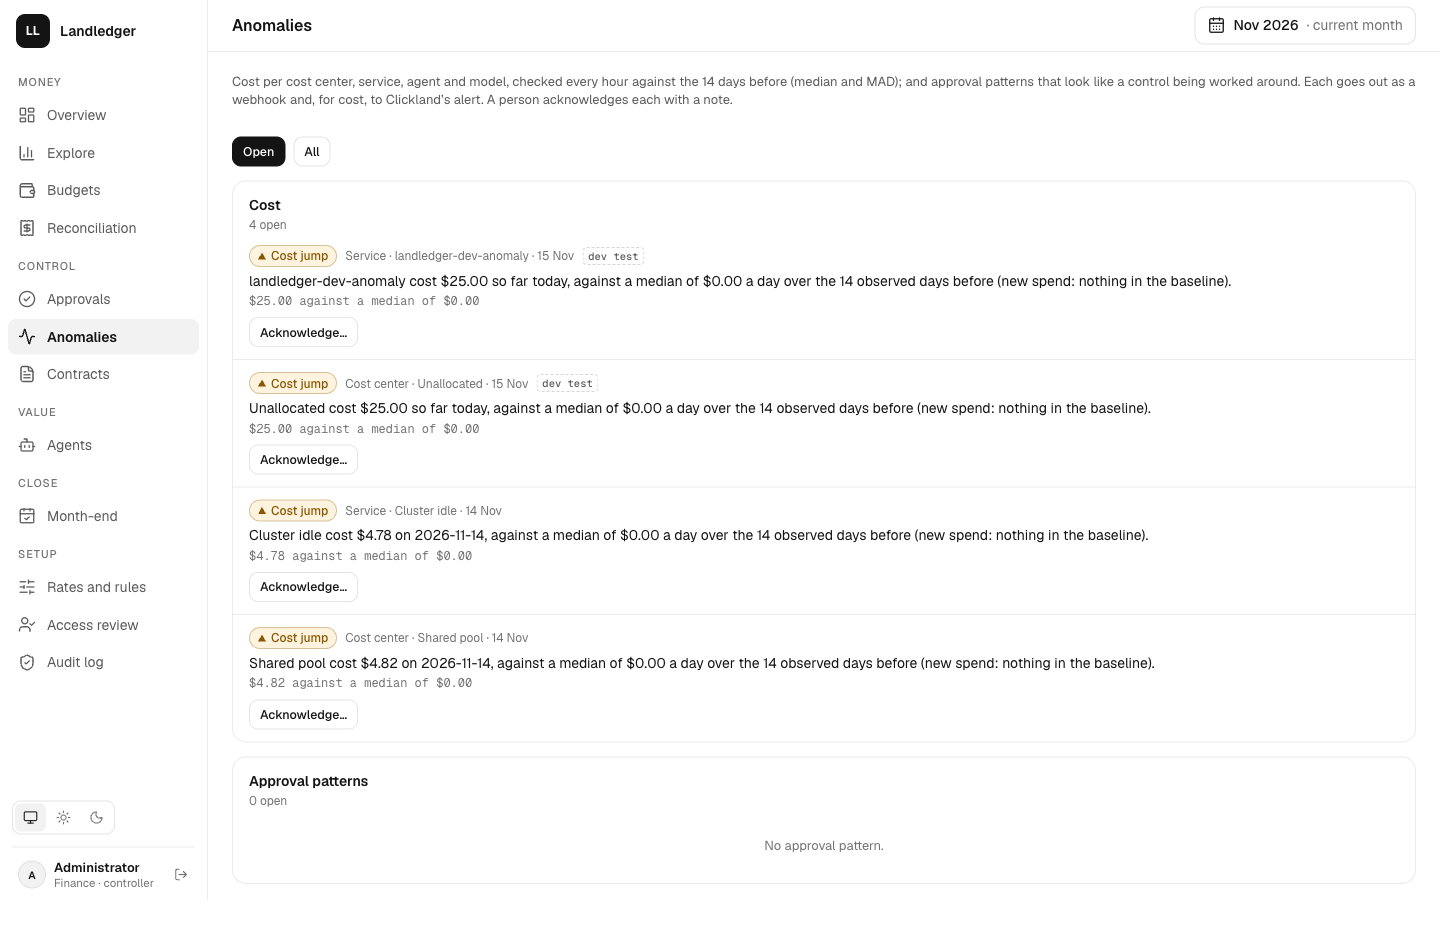 LL Landledger
MONEY
Overview
Explore
Budgets
Reconciliation
CONTROL
Approvals
Anomalies
Contracts
VALUE
Agents
CLOSE
Month-end
SETUP
Rates and rules
Access review
Audit log
A Administrator
Finance · controller
Anomalies
Nov 2026 · current month
Cost per cost center, service, agent and model, checked every hour against the 14 days before (median and MAD); and approval patterns that look like a control being worked around. Each goes out as a
webhook and, for cost, to Clickland's alert. A person acknowledges each with a note.
Open All
Cost
4 open
Cost jump Service · landledger-dev-anomaly · 15 Nov dev test
landledger-dev-anomaly cost $25.00 so far today, against a median of $0.00 a day over the 14 observed days before (new spend: nothing in the baseline).
$25.00 against a median of $0.00
Acknowledge…
Cost jump Cost center · Unallocated · 15 Nov dev test
Unallocated cost $25.00 so far today, against a median of $0.00 a day over the 14 observed days before (new spend: nothing in the baseline).
$25.00 against a median of $0.00
Acknowledge…
Cost jump Service · Cluster idle · 14 Nov
Cluster idle cost $4.78 on 2026-11-14, against a median of $0.00 a day over the 14 observed days before (new spend: nothing in the baseline).
$4.78 against a median of $0.00
Acknowledge…
Cost jump Cost center · Shared pool · 14 Nov
Shared pool cost $4.82 on 2026-11-14, against a median of $0.00 a day over the 14 observed days before (new spend: nothing in the baseline).
$4.82 against a median of $0.00
Acknowledge…
Approval patterns
0 open
No approval pattern.